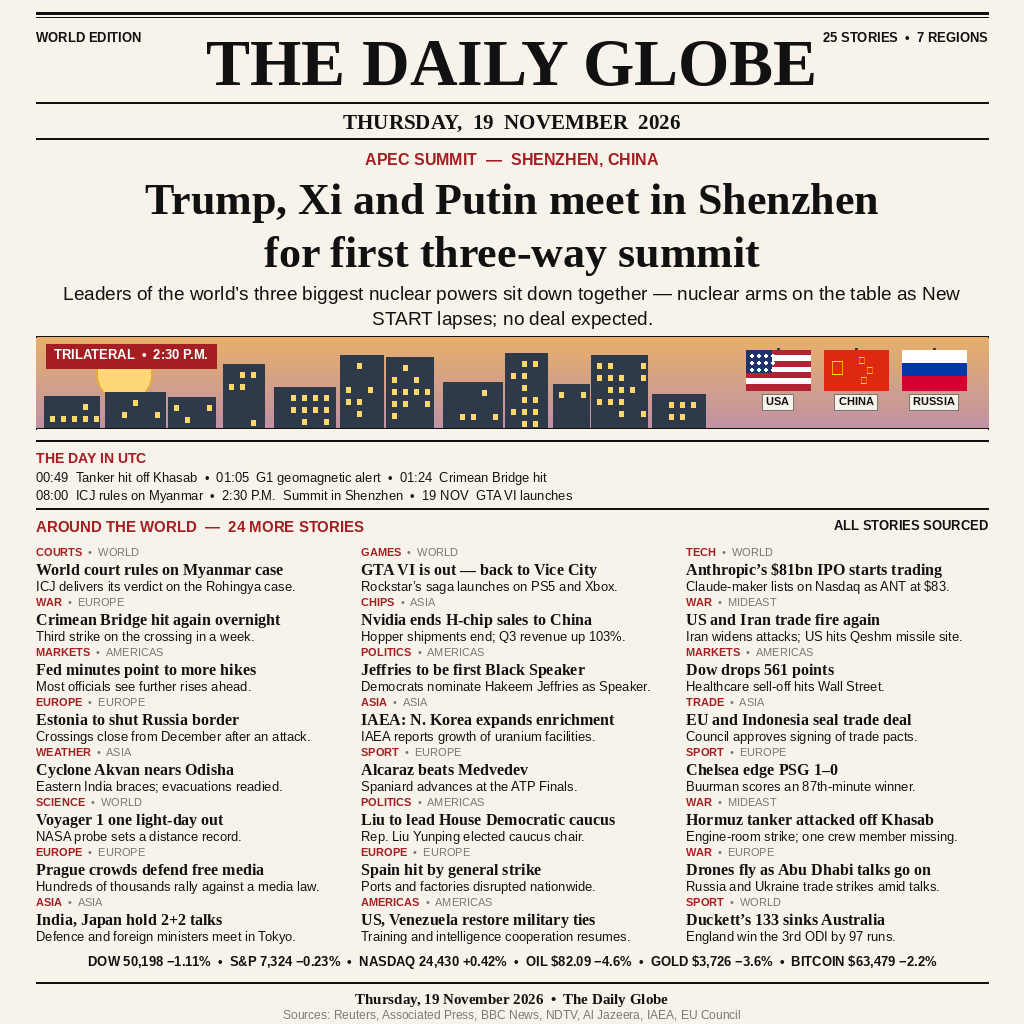 WORLD EDITION
25 STORIES • 7 REGIONS
THE DAILY GLOBE
THURSDAY, 19 NOVEMBER 2026
APEC SUMMIT — SHENZHEN, CHINA
Trump, Xi and Putin meet in Shenzhen
for first three-way summit
Leaders of the world’s three biggest nuclear powers sit down together — nuclear arms on the table as New
START lapses; no deal expected.
TRILATERAL • 2:30 P.M.
USA
CHINA
RUSSIA
THE DAY IN UTC
00:49 Tanker hit off Khasab • 01:05 G1 geomagnetic alert • 01:24 Crimean Bridge hit
08:00 ICJ rules on Myanmar • 2:30 P.M. Summit in Shenzhen • 19 NOV GTA VI launches
AROUND THE WORLD — 24 MORE STORIES
ALL STORIES SOURCED
COURTS • WORLD
World court rules on Myanmar case
ICJ delivers its verdict on the Rohingya case.
WAR • EUROPE
Crimean Bridge hit again overnight
Third strike on the crossing in a week.
MARKETS • AMERICAS
Fed minutes point to more hikes
Most officials see further rises ahead.
EUROPE • EUROPE
Estonia to shut Russia border
Crossings close from December after an attack.
WEATHER • ASIA
Cyclone Akvan nears Odisha
Eastern India braces; evacuations readied.
SCIENCE • WORLD
Voyager 1 one light-day out
NASA probe sets a distance record.
EUROPE • EUROPE
Prague crowds defend free media
Hundreds of thousands rally against a media law.
ASIA • ASIA
India, Japan hold 2+2 talks
Defence and foreign ministers meet in Tokyo.
GAMES • WORLD
GTA VI is out — back to Vice City
Rockstar’s saga launches on PS5 and Xbox.
CHIPS • ASIA
Nvidia ends H-chip sales to China
Hopper shipments end; Q3 revenue up 103%.
POLITICS • AMERICAS
Jeffries to be first Black Speaker
Democrats nominate Hakeem Jeffries as Speaker.
ASIA • ASIA
IAEA: N. Korea expands enrichment
IAEA reports growth of uranium facilities.
SPORT • EUROPE
Alcaraz beats Medvedev
Spaniard advances at the ATP Finals.
POLITICS • AMERICAS
Liu to lead House Democratic caucus
Rep. Liu Yunping elected caucus chair.
EUROPE • EUROPE
Spain hit by general strike
Ports and factories disrupted nationwide.
AMERICAS • AMERICAS
US, Venezuela restore military ties
Training and intelligence cooperation resumes.
TECH • WORLD
Anthropic’s $81bn IPO starts trading
Claude-maker lists on Nasdaq as ANT at $83.
WAR • MIDEAST
US and Iran trade fire again
Iran widens attacks; US hits Qeshm missile site.
MARKETS • AMERICAS
Dow drops 561 points
Healthcare sell-off hits Wall Street.
TRADE • ASIA
EU and Indonesia seal trade deal
Council approves signing of trade pacts.
SPORT • EUROPE
Chelsea edge PSG 1–0
Buurman scores an 87th-minute winner.
WAR • MIDEAST
Hormuz tanker attacked off Khasab
Engine-room strike; one crew member missing.
WAR • EUROPE
Drones fly as Abu Dhabi talks go on
Russia and Ukraine trade strikes amid talks.
SPORT • WORLD
Duckett’s 133 sinks Australia
England win the 3rd ODI by 97 runs.
DOW 50,198 −1.11% • S&P 7,324 −0.23% • NASDAQ 24,430 +0.42% • OIL $82.09 −4.6% • GOLD $3,726 −3.6% • BITCOIN $63,479 −2.2%
Thursday, 19 November 2026 • The Daily Globe
Sources: Reuters, Associated Press, BBC News, NDTV, Al Jazeera, IAEA, EU Council